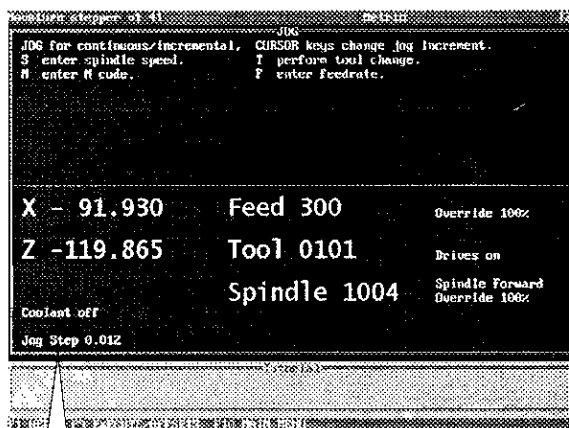 JOG
JOG for continuous/incremental, CURSOR keys change jog increment.
S enter spindle speed. T perform tool change.
M enter M code. F enter feedrate.
X - 91.930 Feed 300 Override 100%
Z -119.865 Tool 0101 Drives on
Spindle 1004 Spindle Forward
Override 100%
Coolant off
Jog Step 0.01Z
Tutorial